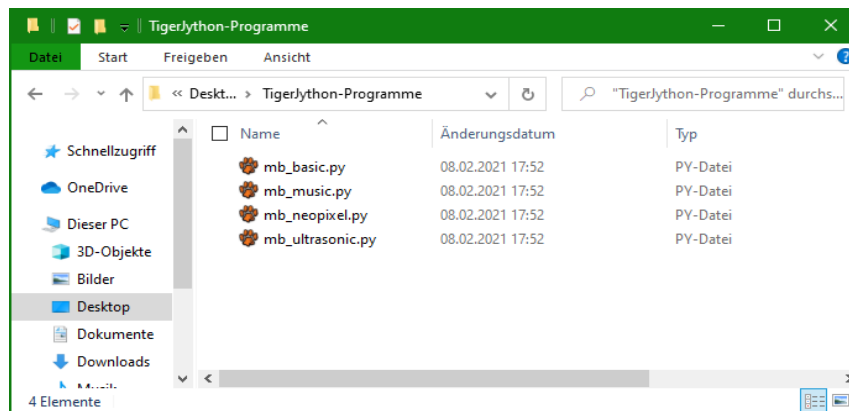 TigerJython-Programme
Datei Start Freigeben Ansicht
« Deskt... › TigerJython-Programme "TigerJython-Programme" durchs...
Name Änderungsdatum Typ
Schnellzugriff
OneDrive
Dieser PC
3D-Objekte
Bilder
Desktop
Dokumente
Downloads
Musik
mb_basic.py 08.02.2021 17:52 PY-Datei
mb_music.py 08.02.2021 17:52 PY-Datei
mb_neopixel.py 08.02.2021 17:52 PY-Datei
mb_ultrasonic.py 08.02.2021 17:52 PY-Datei
4 Elemente